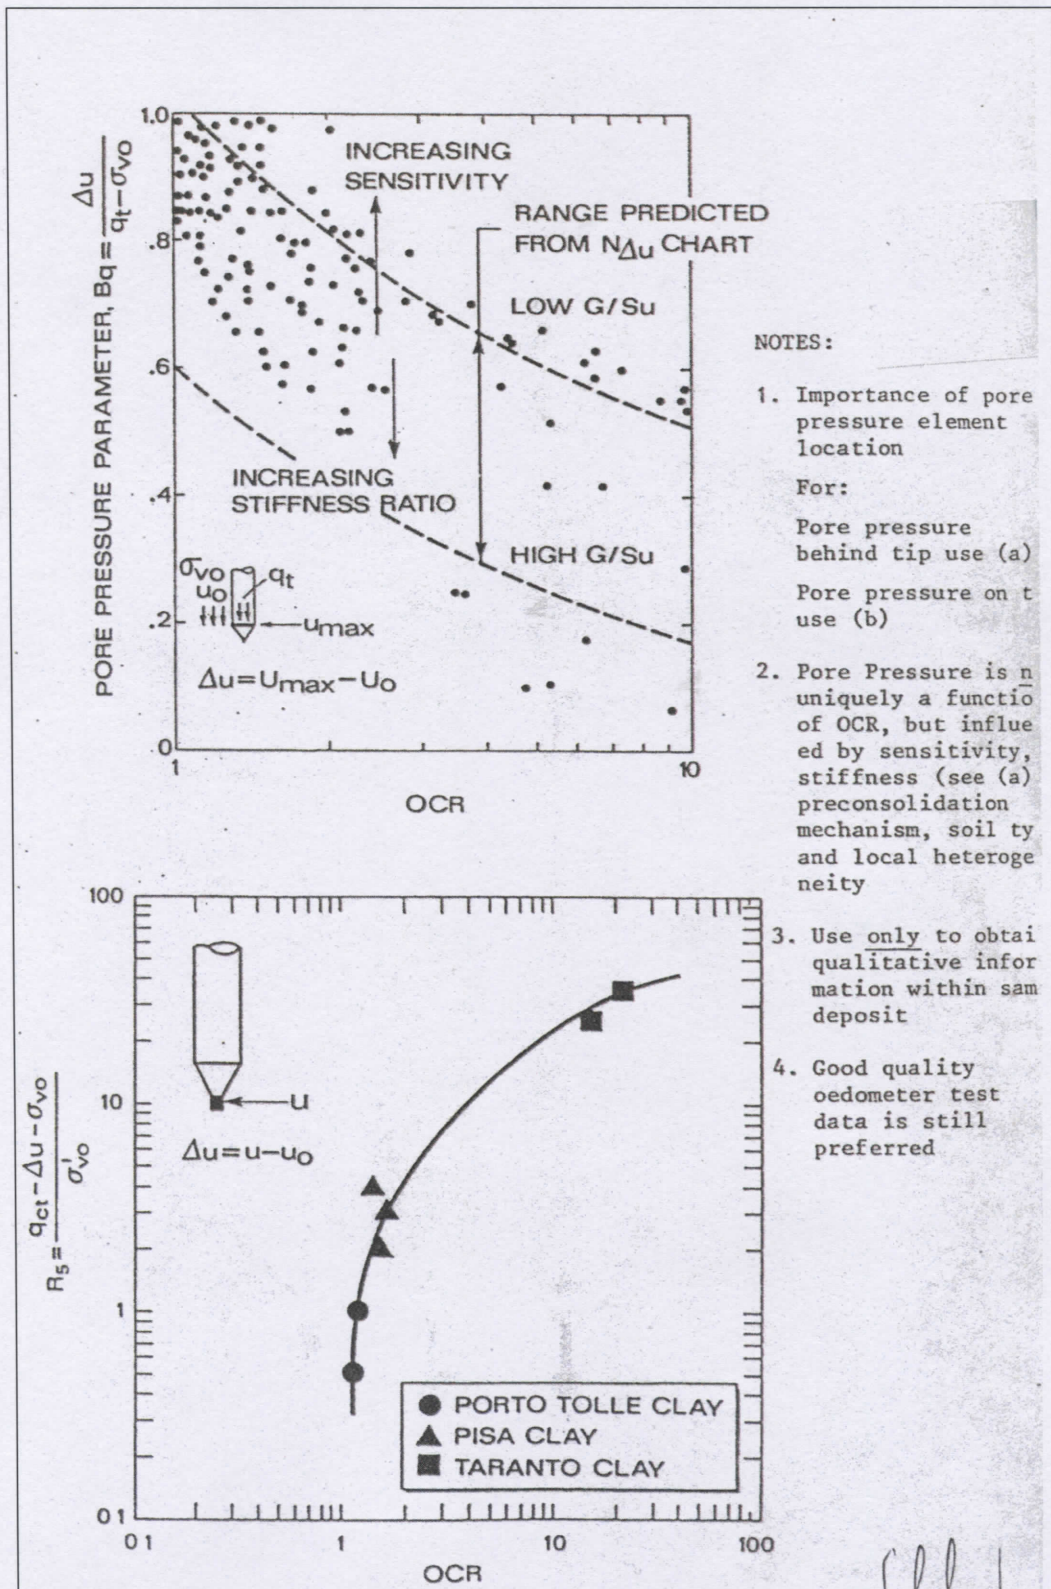 PORE PRESSURE PARAMETER, Bq = Δu / qt − σvo
1.0
.8
.6
.4
.2
.0
INCREASING
SENSITIVITY
RANGE PREDICTED
FROM NΔu CHART
LOW G/Su
INCREASING
STIFFNESS RATIO
HIGH G/Su
σvo
uo
qt
umax
Δu = Umax − Uo
1
10
OCR
NOTES:
1. Importance of pore
pressure element
location
For:
Pore pressure
behind tip use (a)
Pore pressure on t
use (b)
2. Pore Pressure is n
uniquely a functio
of OCR, but influe
ed by sensitivity,
stiffness (see (a)
preconsolidation
mechanism, soil ty
and local heteroge
neity
3. Use only to obtai
qualitative infor
mation within sam
deposit
4. Good quality
oedometer test
data is still
preferred
R5 = qct − Δu − σvo / σ'vo
100
10
1
0 1
u
Δu = u − uo
PORTO TOLLE CLAY
PISA CLAY
TARANTO CLAY
0 1
1
10
100
OCR